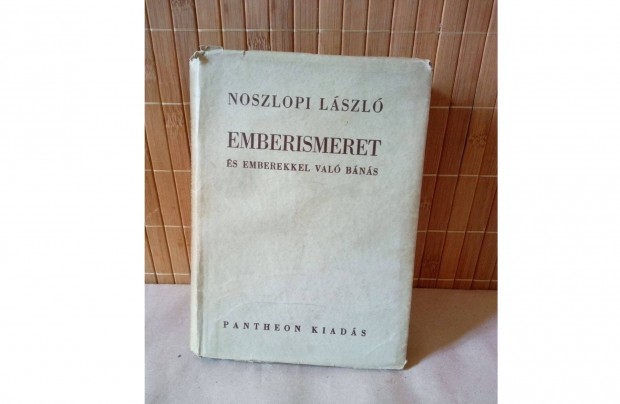 NOSZLOPI LÁSZLÓ
EMBERISMERET
ÉS EMBEREKKEL VALÓ BÁNÁS
PANTHEON KIADÁS